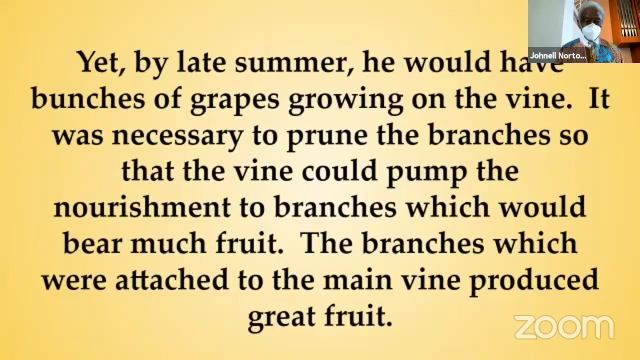 Johnell Norto...
Yet, by late summer, he would have
bunches of grapes growing on the vine. It
was necessary to prune the branches so
that the vine could pump the
nourishment to branches which would
bear much fruit. The branches which
were attached to the main vine produced
great fruit.
zoom